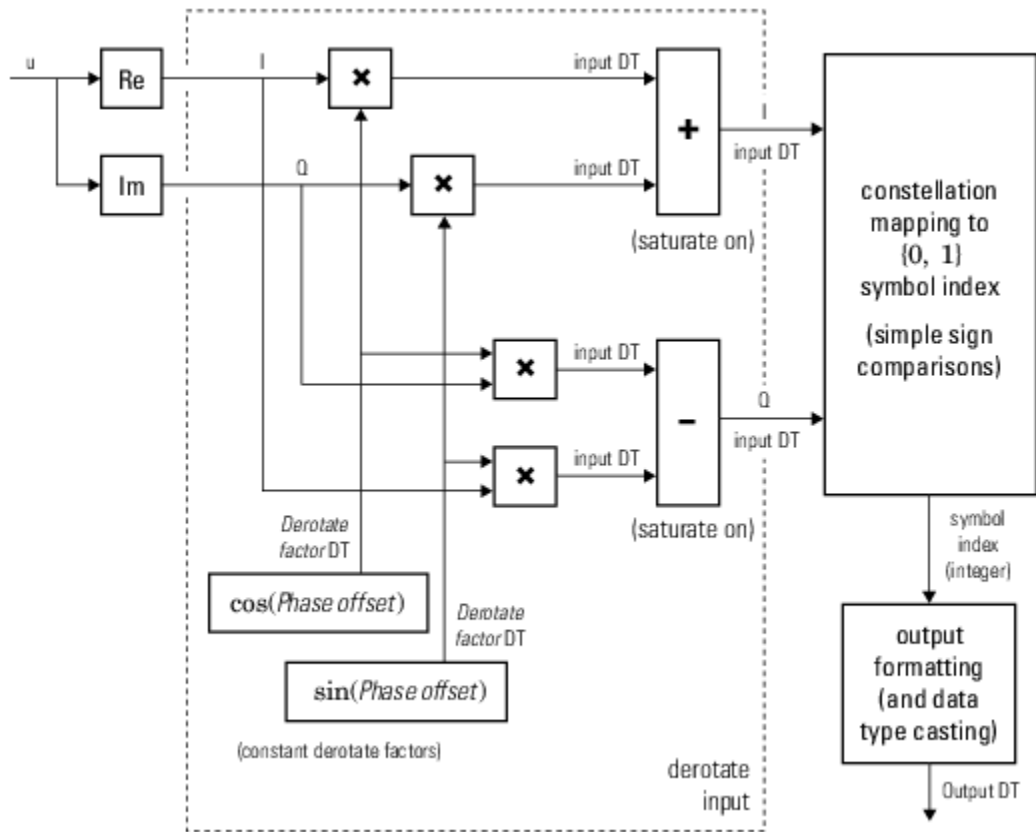 u
Re
I
×
input DT
+
I
input DT
Im
Q
×
input DT
(saturate on)
constellation
mapping to
{0, 1}
symbol index
(simple sign
comparisons)
×
input DT
−
Q
input DT
×
input DT
(saturate on)
Derotate
factor DT
cos(Phase offset)
Derotate
factor DT
sin(Phase offset)
(constant derotate factors)
derotate
input
symbol
index
(integer)
output
formatting
(and data
type casting)
Output DT